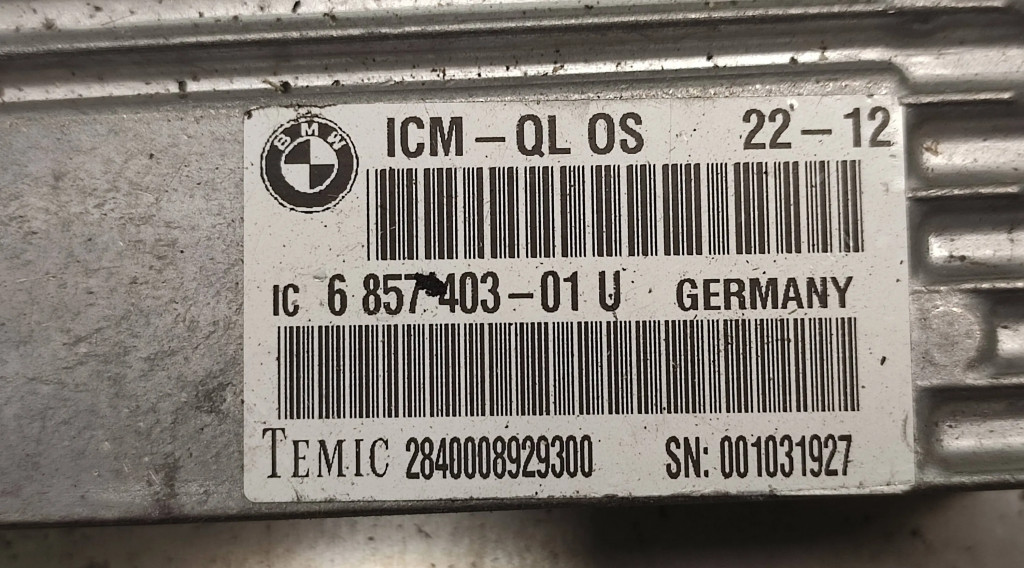 BMW
ICM-QL OS 22-12
IC 6 857 403-01 U GERMANY
TEMIC 2840008929300 SN: 001031927